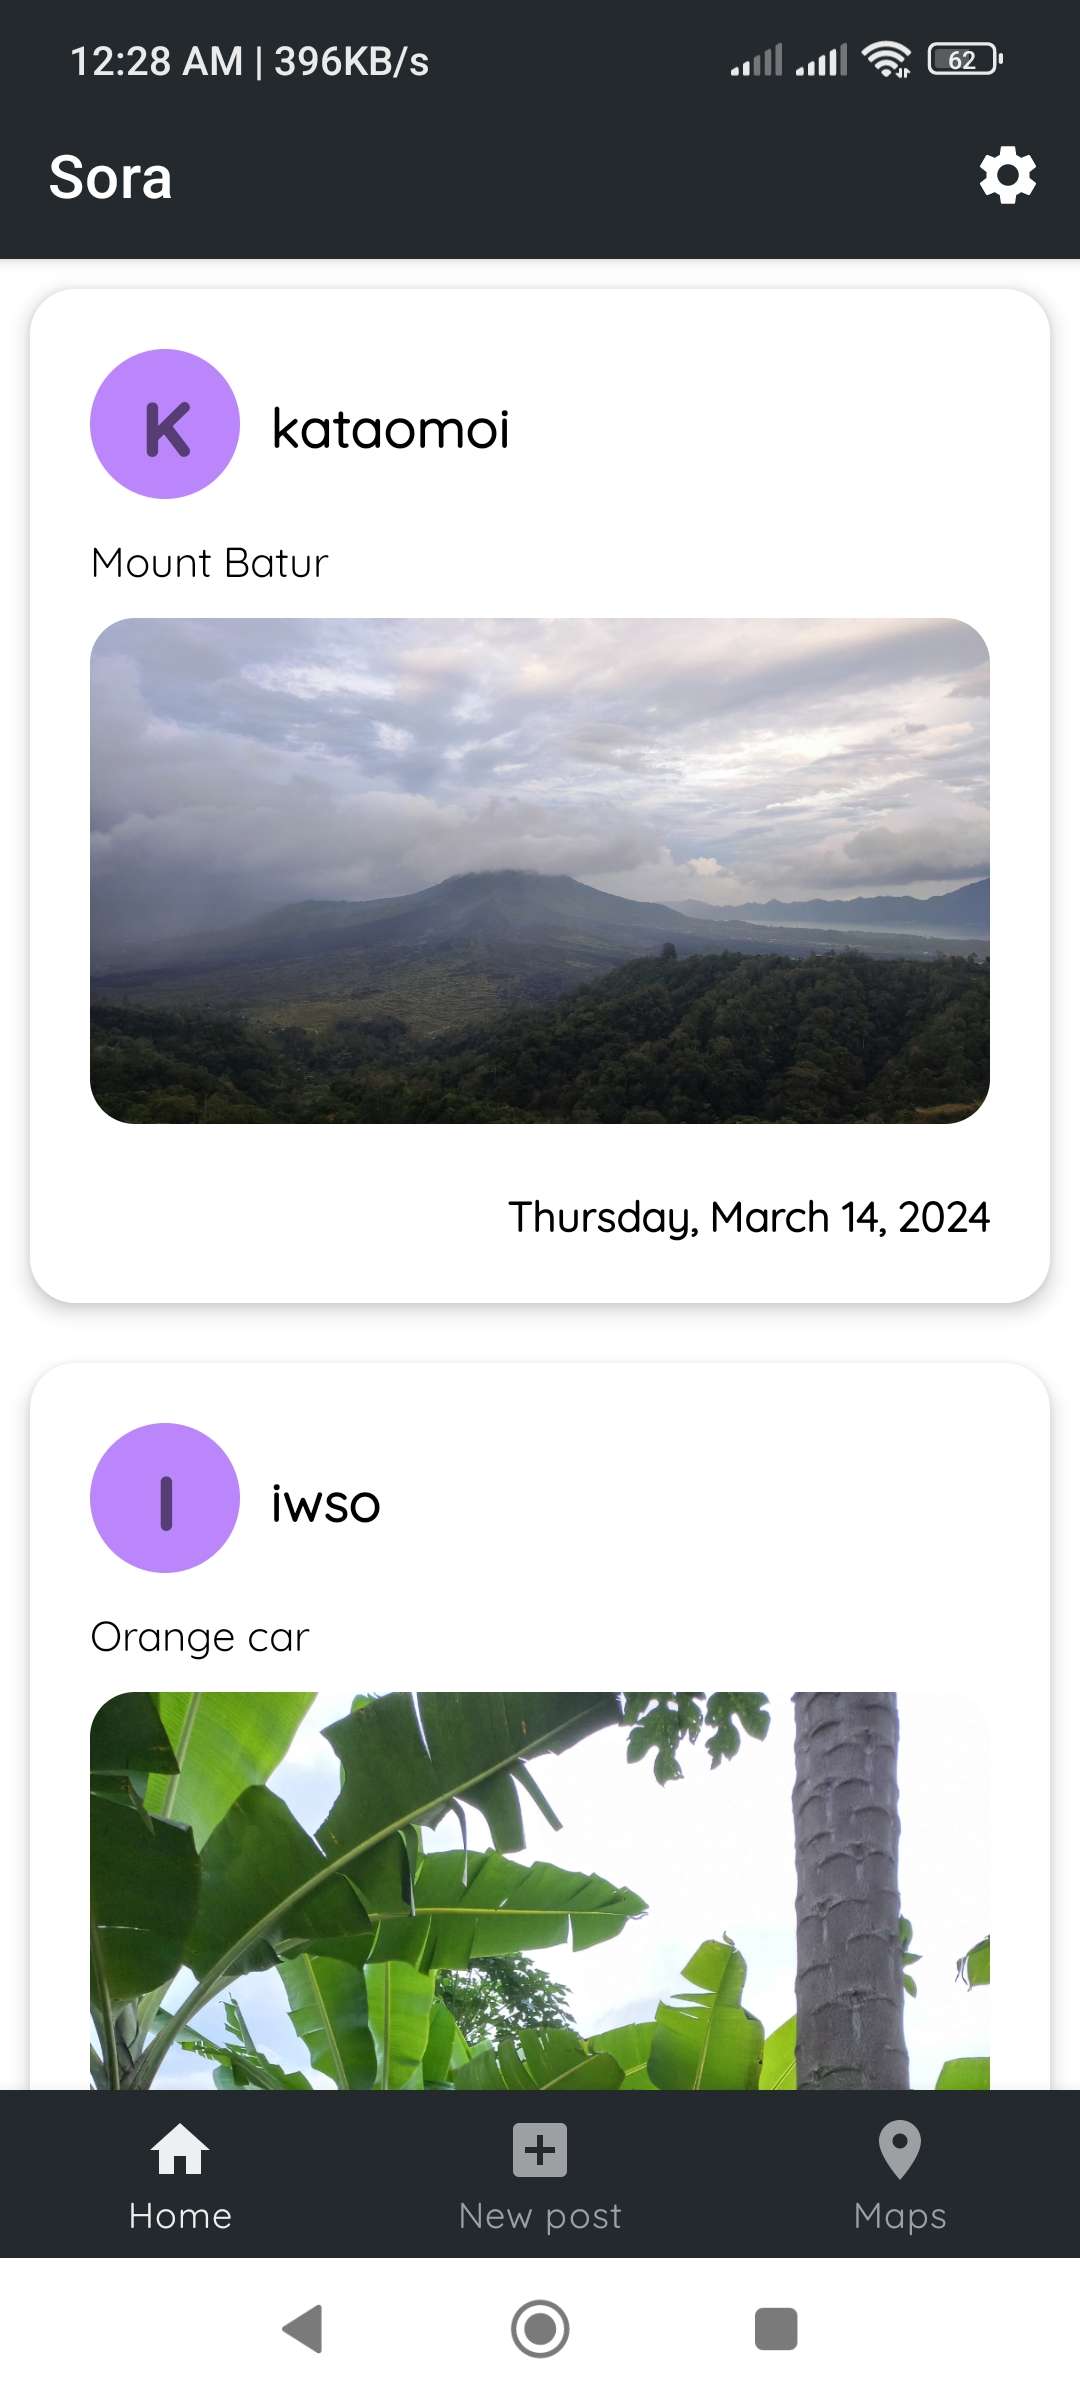 12:28 AM | 396KB/s
62
Sora
K
kataomoi
Mount Batur
Thursday, March 14, 2024
I
iwso
Orange car
Home
New post
Maps